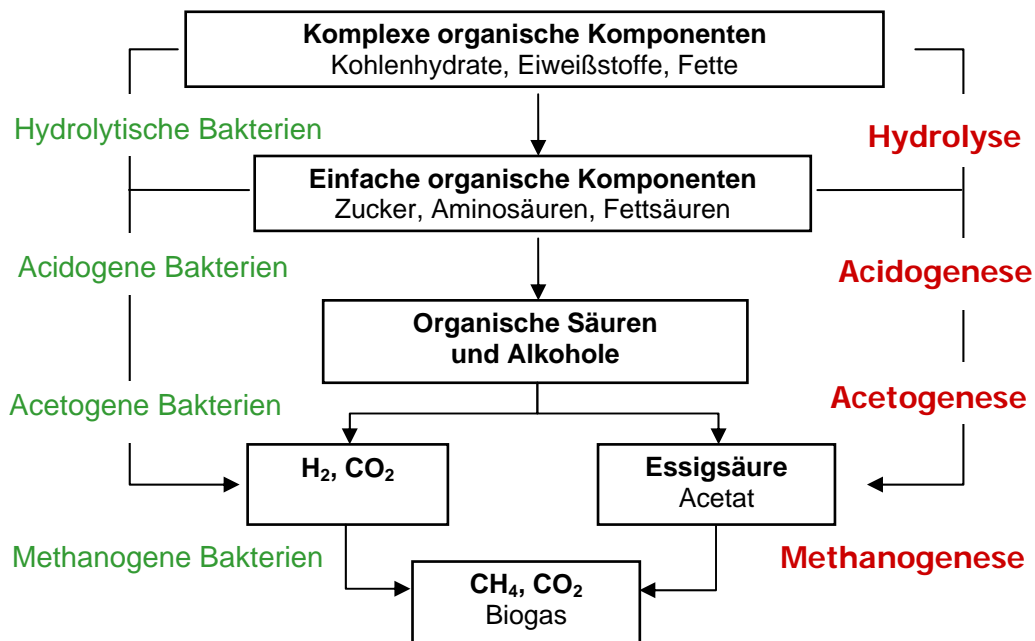 Komplexe organische Komponenten
Kohlenhydrate, Eiweißstoffe, Fette
Hydrolytische Bakterien
Hydrolyse
Einfache organische Komponenten
Zucker, Aminosäuren, Fettsäuren
Acidogene Bakterien
Acidogenese
Organische Säuren
und Alkohole
Acetogene Bakterien
Acetogenese
H₂, CO₂
Essigsäure
Acetat
Methanogene Bakterien
Methanogenese
CH₄, CO₂
Biogas